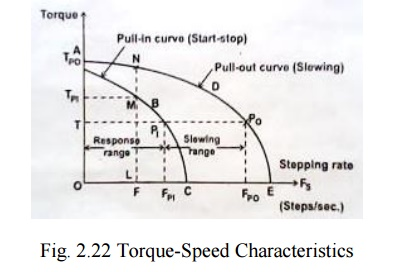 Torque
Pull-in curve (Start-stop)
A
T_PO
N
Pull-out curve (Slewing)
D
T_PI
M
B
T
P_I
P_O
Response
range
Slewing
range
Stepping rate
O
L
F
F_PI
C
F_PO
E
F_S
(Steps/sec.)
Fig. 2.22 Torque-Speed Characteristics